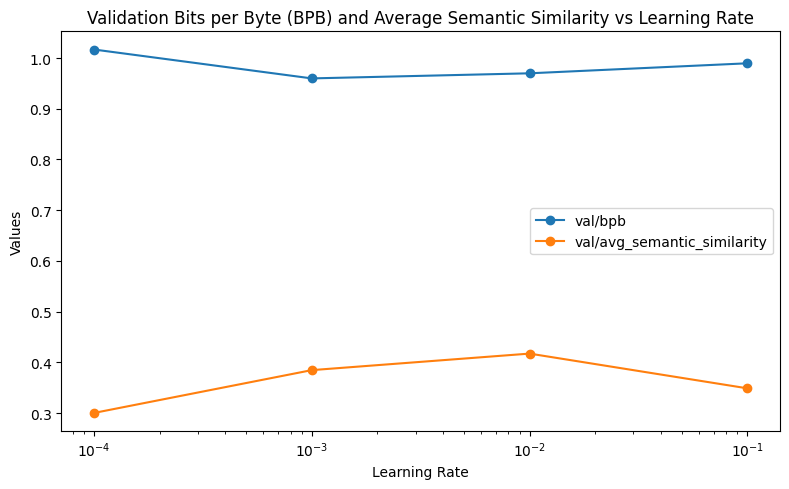 Validation Bits per Byte (BPB) and Average Semantic Similarity vs Learning Rate
1.0
0.9
0.8
0.7
0.6
0.5
0.4
0.3
Values
val/bpb
val/avg_semantic_similarity
10⁻⁴
10⁻³
10⁻²
10⁻¹
Learning Rate